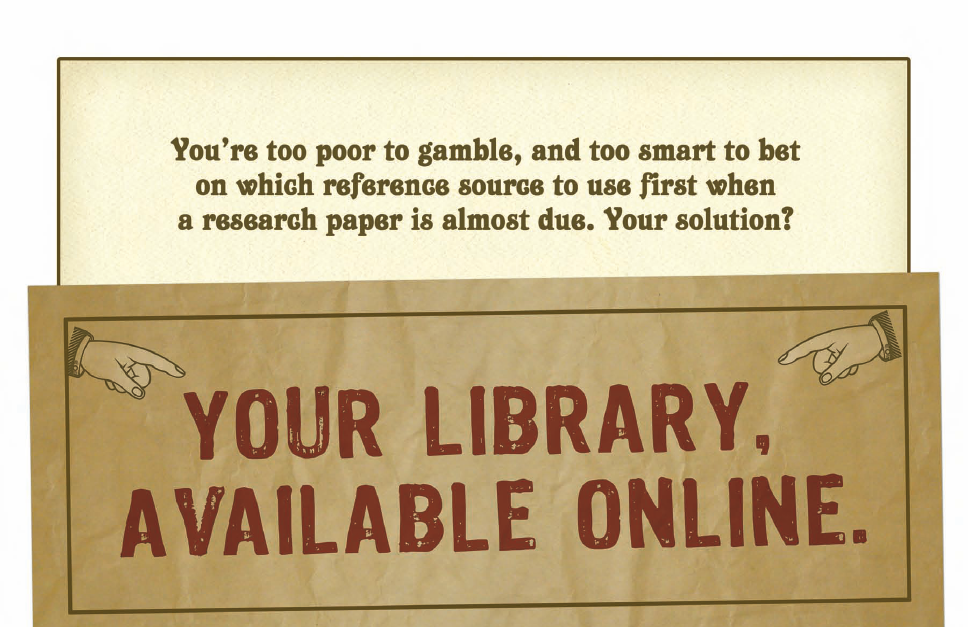 You're too poor to gamble, and too smart to bet
on which reference source to use first when
a research paper is almost due. Your solution?
YOUR LIBRARY,
AVAILABLE ONLINE.